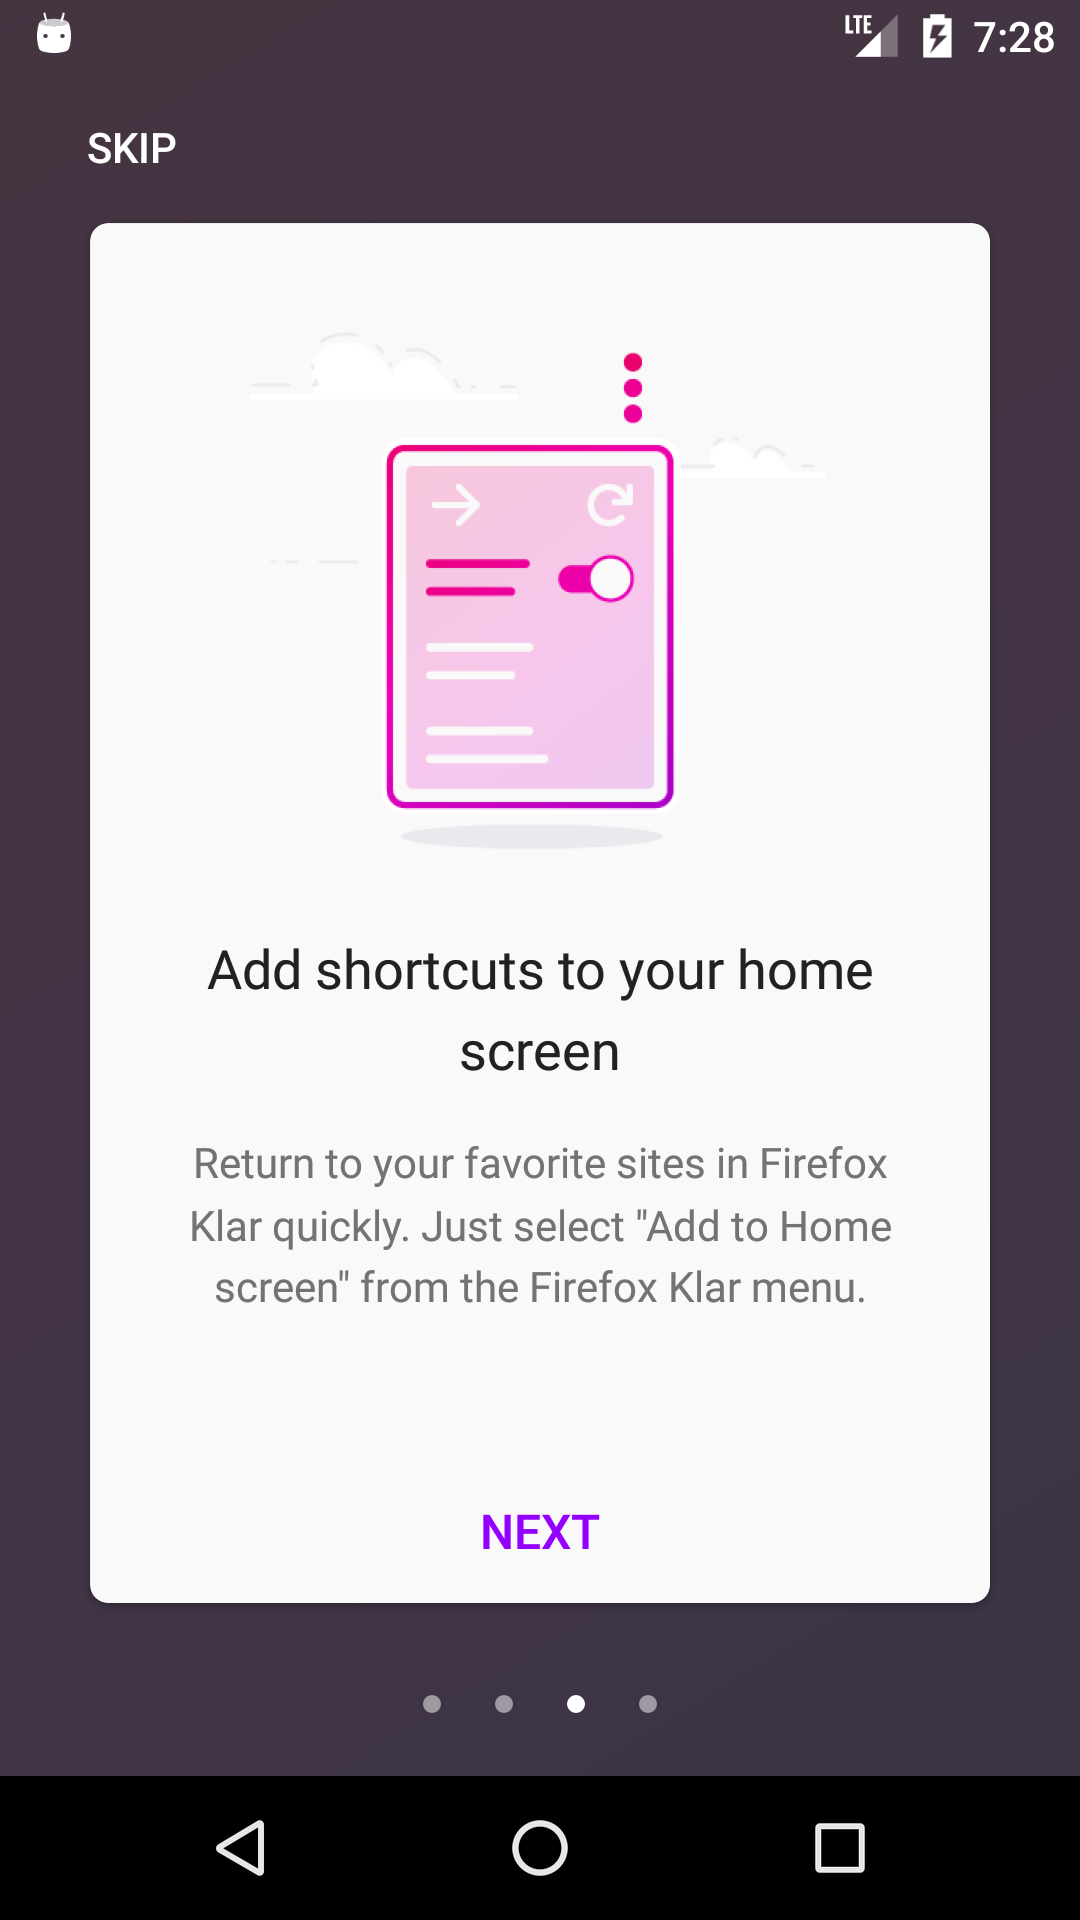 LTE 7:28
SKIP
Add shortcuts to your home
screen
Return to your favorite sites in Firefox
Klar quickly. Just select "Add to Home
screen" from the Firefox Klar menu.
NEXT